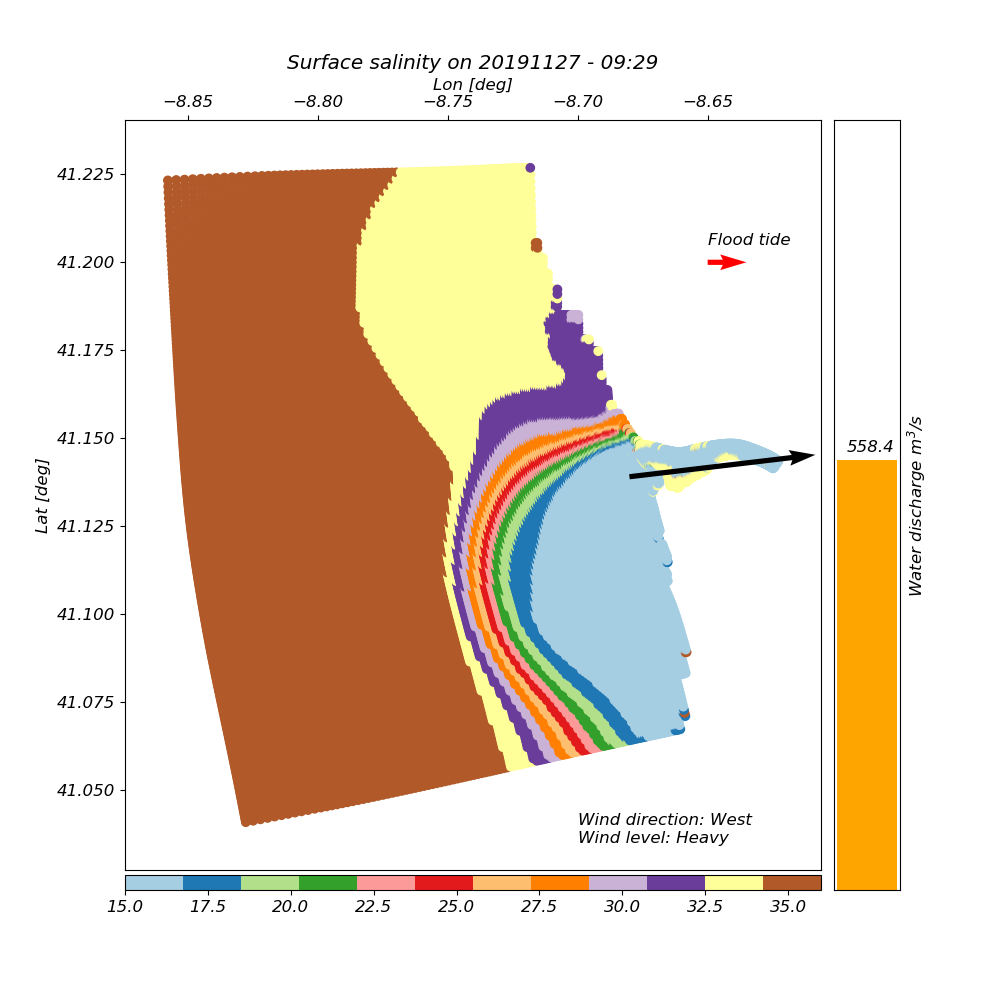 Surface salinity on 20191127 - 09:29
Lon [deg]
−8.85 −8.80 −8.75 −8.70 −8.65
41.225
41.200
41.175
41.150
41.125
41.100
41.075
41.050
Lat [deg]
Flood tide
558.4
Water discharge m³/s
Wind direction: West
Wind level: Heavy
15.0 17.5 20.0 22.5 25.0 27.5 30.0 32.5 35.0